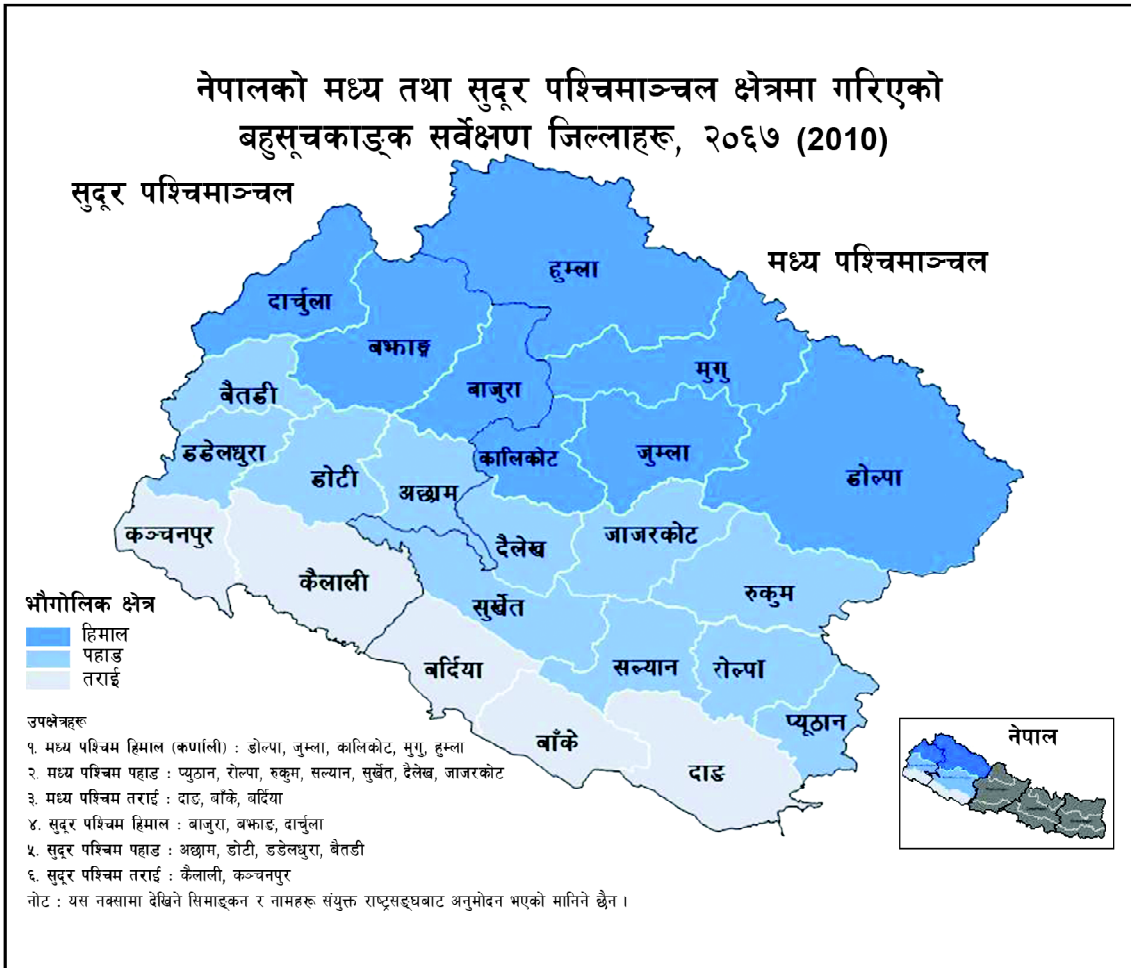 नेपालको मध्य तथा सुदूर पश्चिमाञ्चल क्षेत्रमा गरिएको
बहुसूचकाङ्क सर्वेक्षण जिल्लाहरू, २०६७ (2010)
सुदूर पश्चिमाञ्चल
मध्य पश्चिमाञ्चल
हुम्ला
दार्चुला
बझाङ्ग
मुगु
बाजुरा
बैतडी
डडेलधुरा
कालिकोट
जुम्ला
डोल्पा
डोटी
अछाम
कञ्चनपुर
दैलेख
जाजरकोट
कैलाली
रुकुम
सुर्खेत
बर्दिया
सल्यान
रोल्पा
प्यूठान
बाँके
दाङ
भौगोलिक क्षेत्र
हिमाल
पहाड
तराई
उपक्षेत्रहरू
१. मध्य पश्चिम हिमाल (कर्णाली) : डोल्पा, जुम्ला, कालिकोट, मुगु, हुम्ला
२. मध्य पश्चिम पहाड : प्युठान, रोल्पा, रुकुम, सल्यान, सुर्खेत, दैलेख, जाजरकोट
३. मध्य पश्चिम तराई : दाङ, बाँके, बर्दिया
४. सुदूर पश्चिम हिमाल : बाजुरा, बझाङ, दार्चुला
५. सुदूर पश्चिम पहाड : अछाम, डोटी, डडेलधुरा, बैतडी
६. सुदूर पश्चिम तराई : कैलाली, कञ्चनपुर
नोट : यस नक्सामा देखिने सिमाङ्कन र नामहरू संयुक्त राष्ट्रसङ्घबाट अनुमोदन भएको मानिने छैन ।
नेपाल